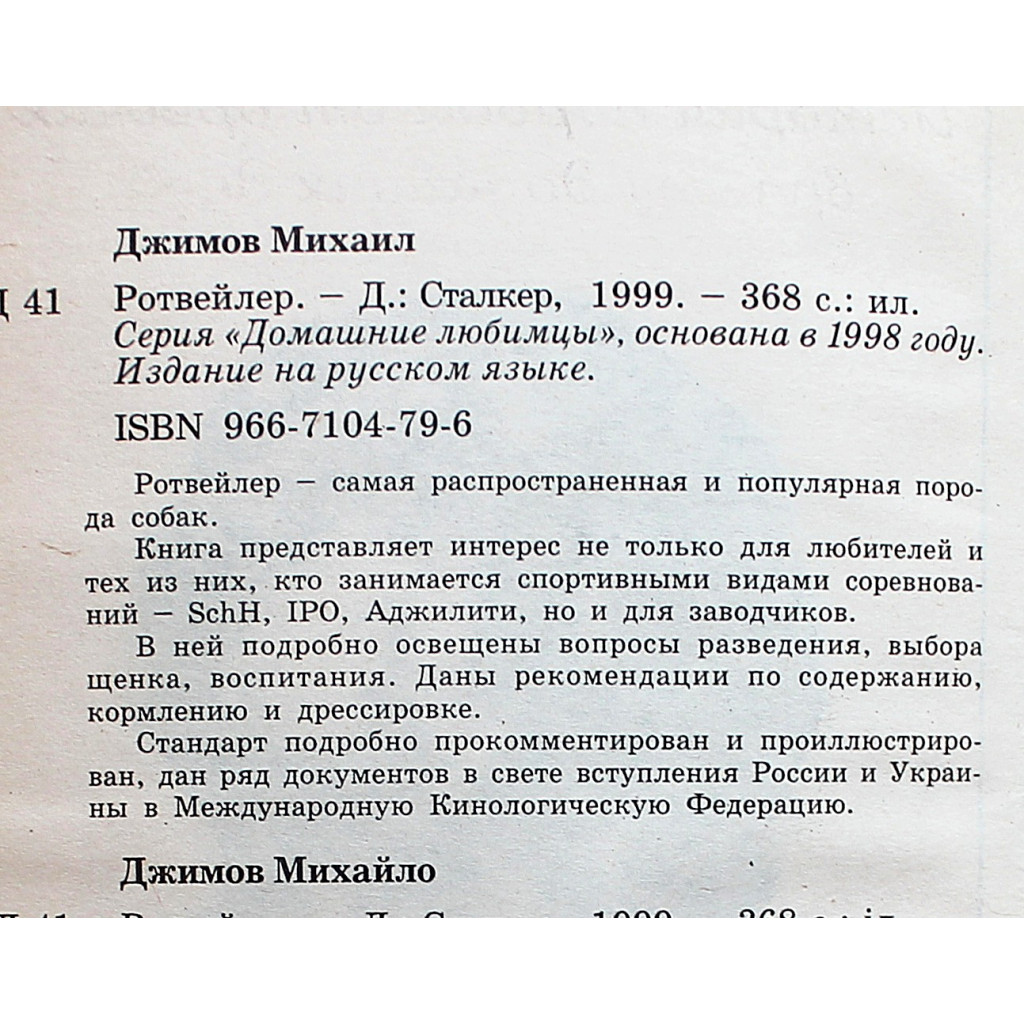 Джимов Михаил
Д 41 Ротвейлер. – Д.: Сталкер, 1999. – 368 с.: ил.
Серия «Домашние любимцы», основана в 1998 году.
Издание на русском языке.
ISBN 966-7104-79-6
Ротвейлер – самая распространенная и популярная поро-
да собак.
Книга представляет интерес не только для любителей и
тех из них, кто занимается спортивными видами соревнова-
ний – SchH, IPO, Аджилити, но и для заводчиков.
В ней подробно освещены вопросы разведения, выбора
щенка, воспитания. Даны рекомендации по содержанию,
кормлению и дрессировке.
Стандарт подробно прокомментирован и проиллюстриро-
ван, дан ряд документов в свете вступления России и Украи-
ны в Международную Кинологическую Федерацию.
Джимов Михайло
1999. – 368 с.: іл.